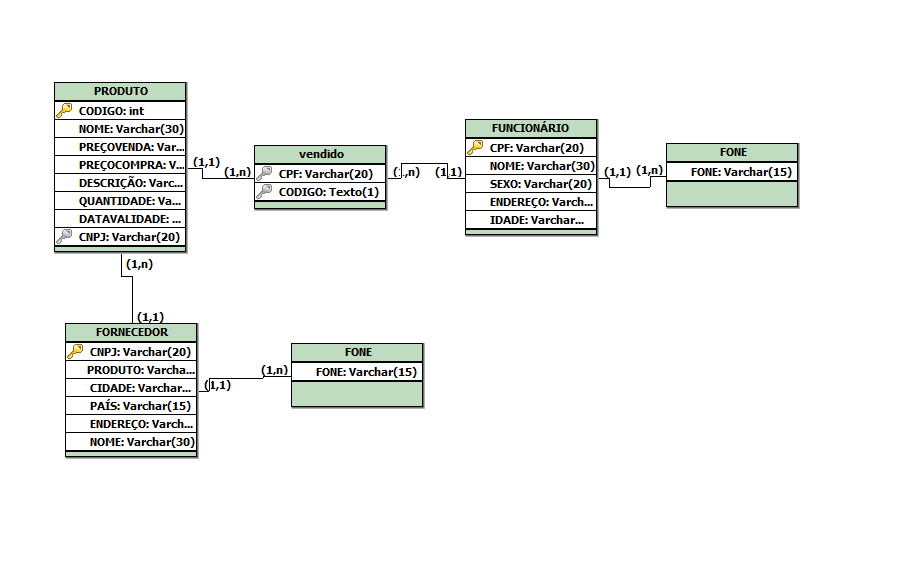 PRODUTO
CODIGO: int
NOME: Varchar(30)
PREÇOVENDA: Var...
PREÇOCOMPRA: V...
DESCRIÇÃO: Varc...
QUANTIDADE: Va...
DATAVALIDADE: ...
CNPJ: Varchar(20)
(1,1)
(1,n)
vendido
CPF: Varchar(20)
CODIGO: Texto(1)
(1,n)
(1,1)
FUNCIONÁRIO
CPF: Varchar(20)
NOME: Varchar(30)
SEXO: Varchar(20)
ENDEREÇO: Varch...
IDADE: Varchar...
(1,1)
(1,n)
FONE
FONE: Varchar(15)
(1,n)
(1,1)
FORNECEDOR
CNPJ: Varchar(20)
PRODUTO: Varcha...
CIDADE: Varchar...
PAÍS: Varchar(15)
ENDEREÇO: Varch...
NOME: Varchar(30)
(1,1)
(1,n)
FONE
FONE: Varchar(15)